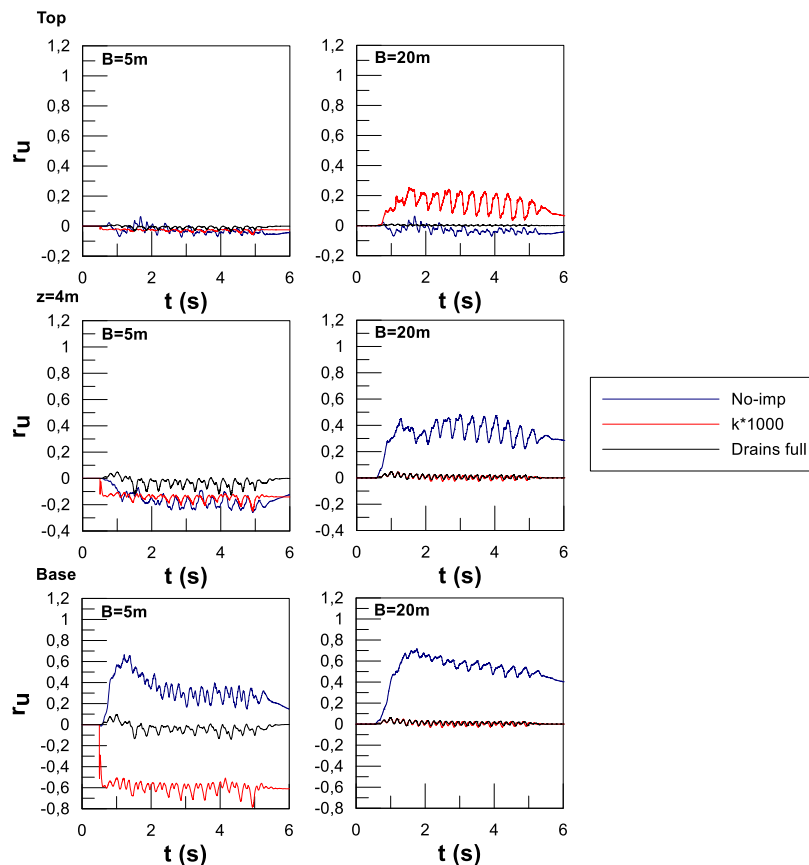 Top
B=5m
B=20m
1,2
1
0,8
0,6
0,4
0,2
0
-0,2
ru
0 2 4 6
t (s)
1,2
1
0,8
0,6
0,4
0,2
0
-0,2
0 2 4 6
t (s)
z=4m
B=5m
B=20m
1,2
1
0,8
0,6
0,4
0,2
0
-0,2
-0,4
ru
0 2 4 6
t (s)
1,2
1
0,8
0,6
0,4
0,2
0
-0,2
-0,4
0 2 4 6
t (s)
No-imp
k*1000
Drains full
Base
B=5m
B=20m
1,2
1
0,8
0,6
0,4
0,2
0
-0,2
-0,4
-0,6
-0,8
ru
0 2 4 6
t (s)
1,2
1
0,8
0,6
0,4
0,2
0
-0,2
-0,4
-0,6
-0,8
0 2 4 6
t (s)